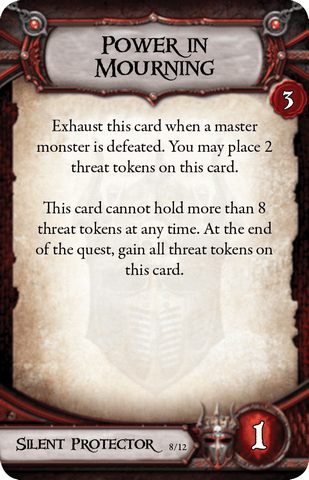 Power in
Mourning
3
Exhaust this card when a master
monster is defeated. You may place 2
threat tokens on this card.
This card cannot hold more than 8
threat tokens at any time. At the end
of the quest, gain all threat tokens on
this card.
Silent Protector 8/12
1